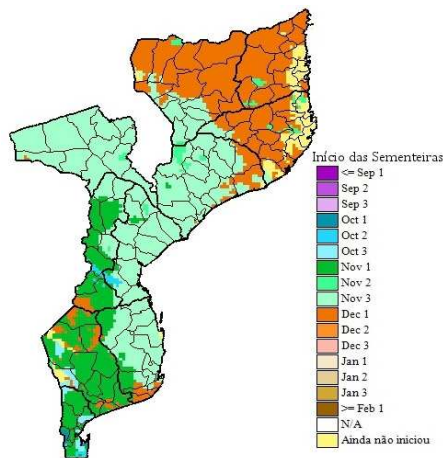 Início das Sementeiras
<= Sep 1
Sep 2
Sep 3
Oct 1
Oct 2
Oct 3
Nov 1
Nov 2
Nov 3
Dec 1
Dec 2
Dec 3
Jan 1
Jan 2
Jan 3
>= Feb 1
N/A
Ainda não iniciou